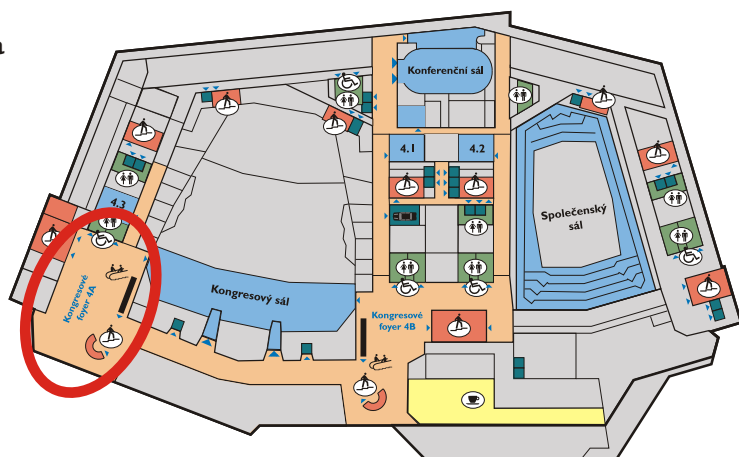 a
Konferenční sál
4.1
4.2
4.3
Společenský
sál
Kongresový sál
Kongresové
foyer 4A
Kongresové
foyer 4B